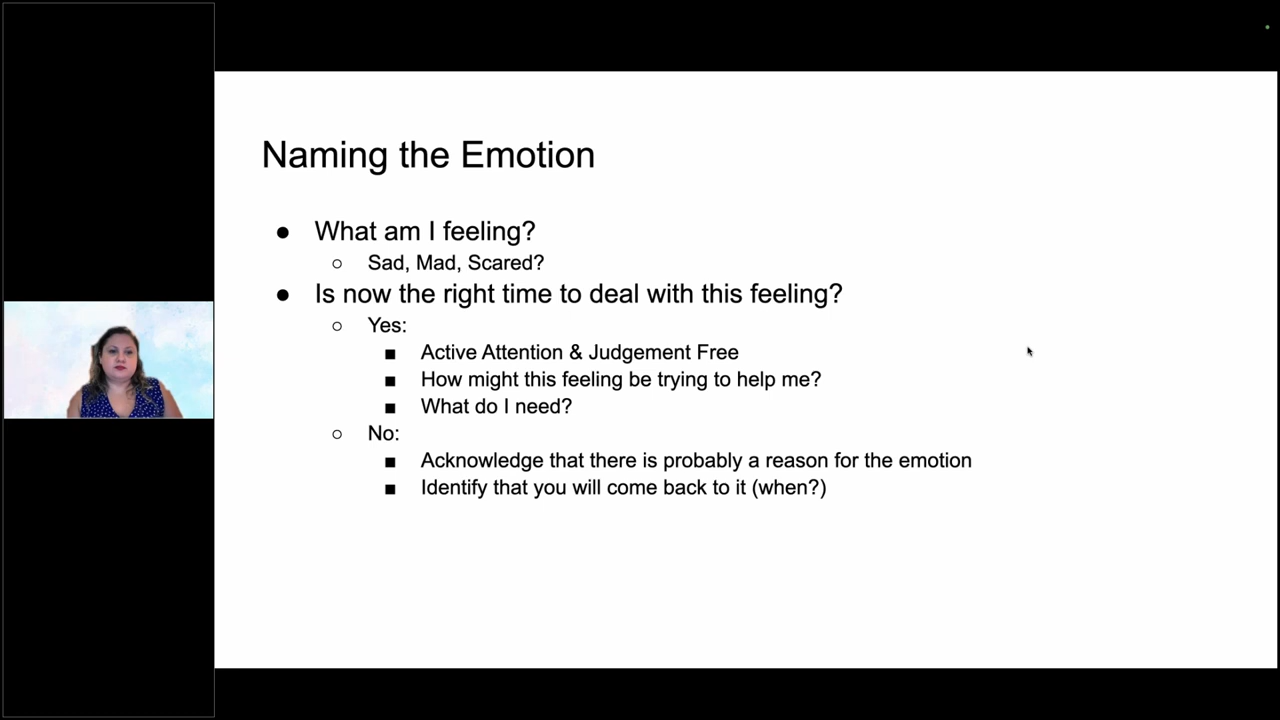 Naming the Emotion
● What am I feeling?
○ Sad, Mad, Scared?
● Is now the right time to deal with this feeling?
○ Yes:
■ Active Attention & Judgement Free
■ How might this feeling be trying to help me?
■ What do I need?
○ No:
■ Acknowledge that there is probably a reason for the emotion
■ Identify that you will come back to it (when?)